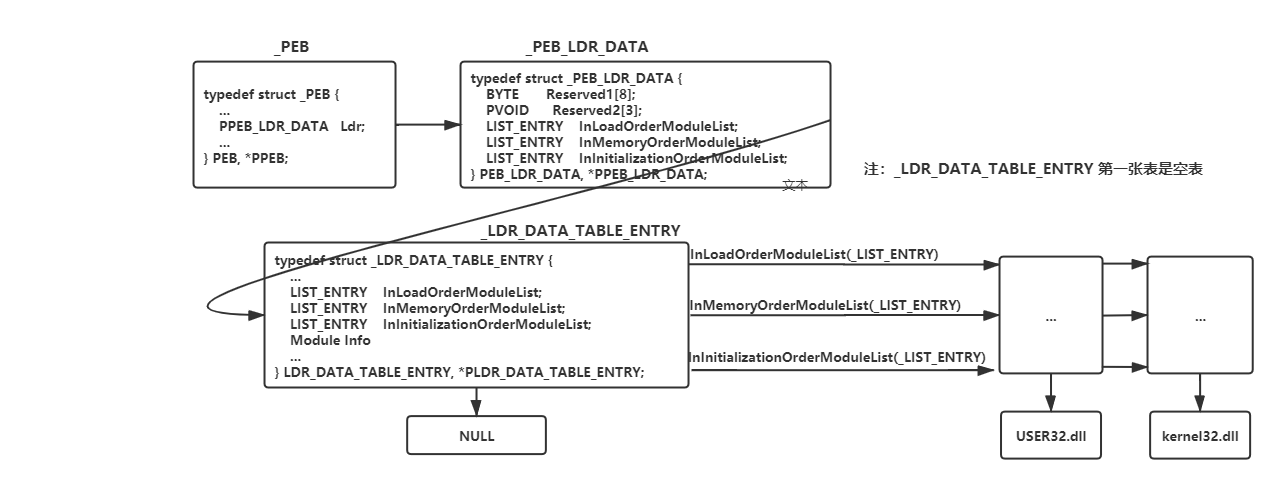 _PEB
_PEB_LDR_DATA
typedef struct _PEB {
...
PPEB_LDR_DATA Ldr;
...
} PEB, *PPEB;
typedef struct _PEB_LDR_DATA {
BYTE Reserved1[8];
PVOID Reserved2[3];
LIST_ENTRY InLoadOrderModuleList;
LIST_ENTRY InMemoryOrderModuleList;
LIST_ENTRY InInitializationOrderModuleList;
} PEB_LDR_DATA, *PPEB_LDR_DATA;
文本
注：_LDR_DATA_TABLE_ENTRY 第一张表是空表
_LDR_DATA_TABLE_ENTRY
typedef struct _LDR_DATA_TABLE_ENTRY {
...
LIST_ENTRY InLoadOrderModuleList;
LIST_ENTRY InMemoryOrderModuleList;
LIST_ENTRY InInitializationOrderModuleList;
Module Info
...
} LDR_DATA_TABLE_ENTRY, *PLDR_DATA_TABLE_ENTRY;
InLoadOrderModuleList(_LIST_ENTRY)
InMemoryOrderModuleList(_LIST_ENTRY)
InInitializationOrderModuleList(_LIST_ENTRY)
...
...
NULL
USER32.dll
kernel32.dll